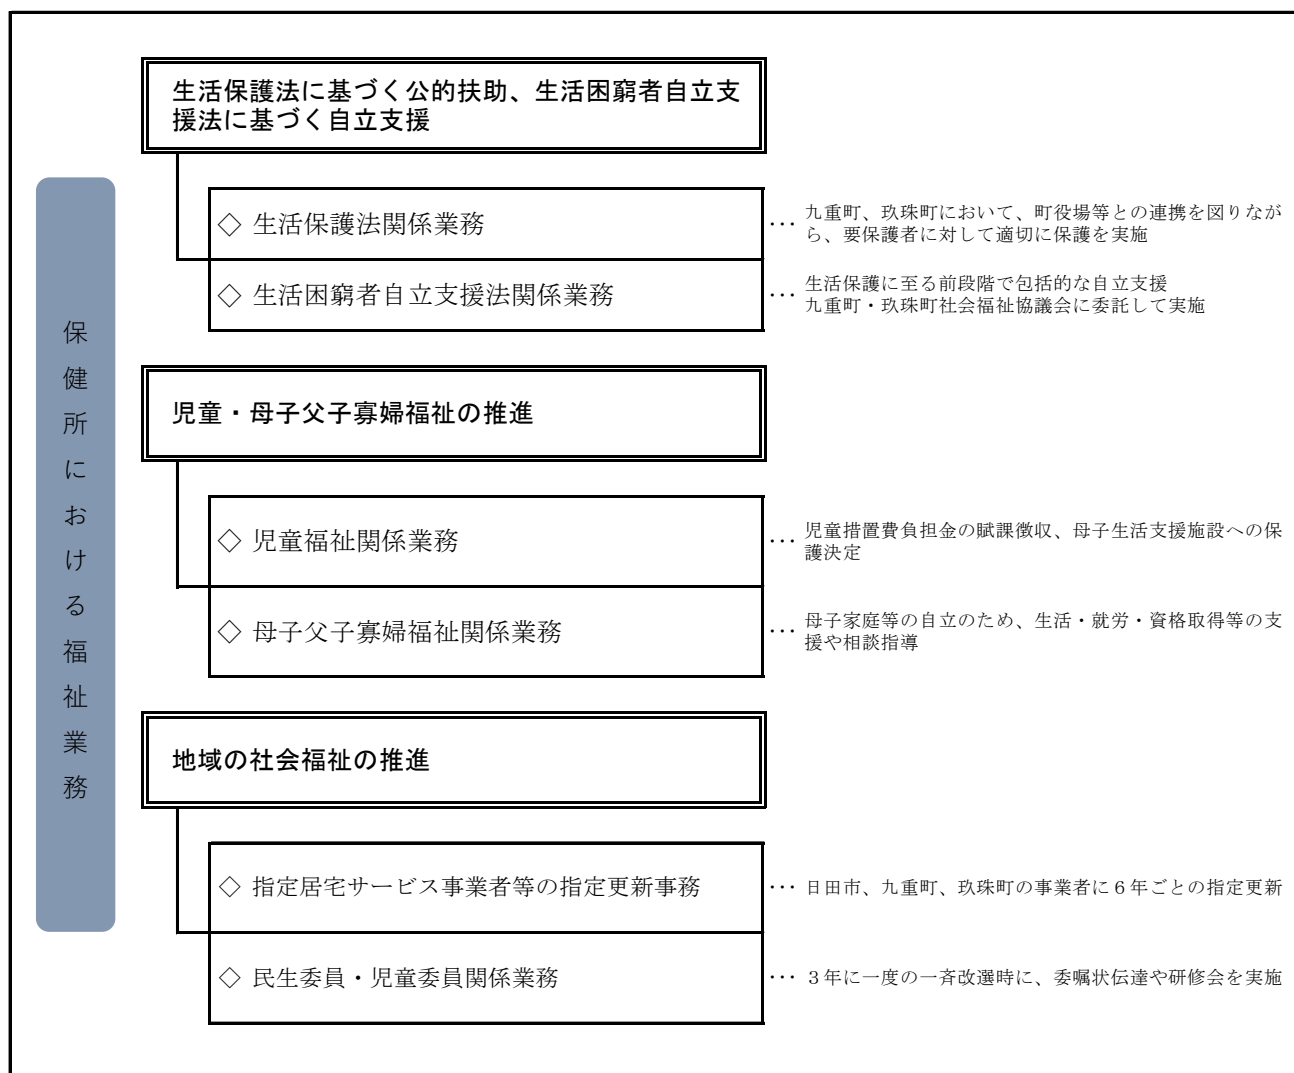 保健所における福祉業務
生活保護法に基づく公的扶助、生活困窮者自立支
援法に基づく自立支援
◇ 生活保護法関係業務
… 九重町、玖珠町において、町役場等との連携を図りなが
ら、要保護者に対して適切に保護を実施
◇ 生活困窮者自立支援法関係業務
… 生活保護に至る前段階で包括的な自立支援
九重町・玖珠町社会福祉協議会に委託して実施
児童・母子父子寡婦福祉の推進
◇ 児童福祉関係業務
… 児童措置費負担金の賦課徴収、母子生活支援施設への保
護決定
◇ 母子父子寡婦福祉関係業務
… 母子家庭等の自立のため、生活・就労・資格取得等の支
援や相談指導
地域の社会福祉の推進
◇ 指定居宅サービス事業者等の指定更新事務
… 日田市、九重町、玖珠町の事業者に６年ごとの指定更新
◇ 民生委員・児童委員関係業務
… ３年に一度の一斉改選時に、委嘱状伝達や研修会を実施